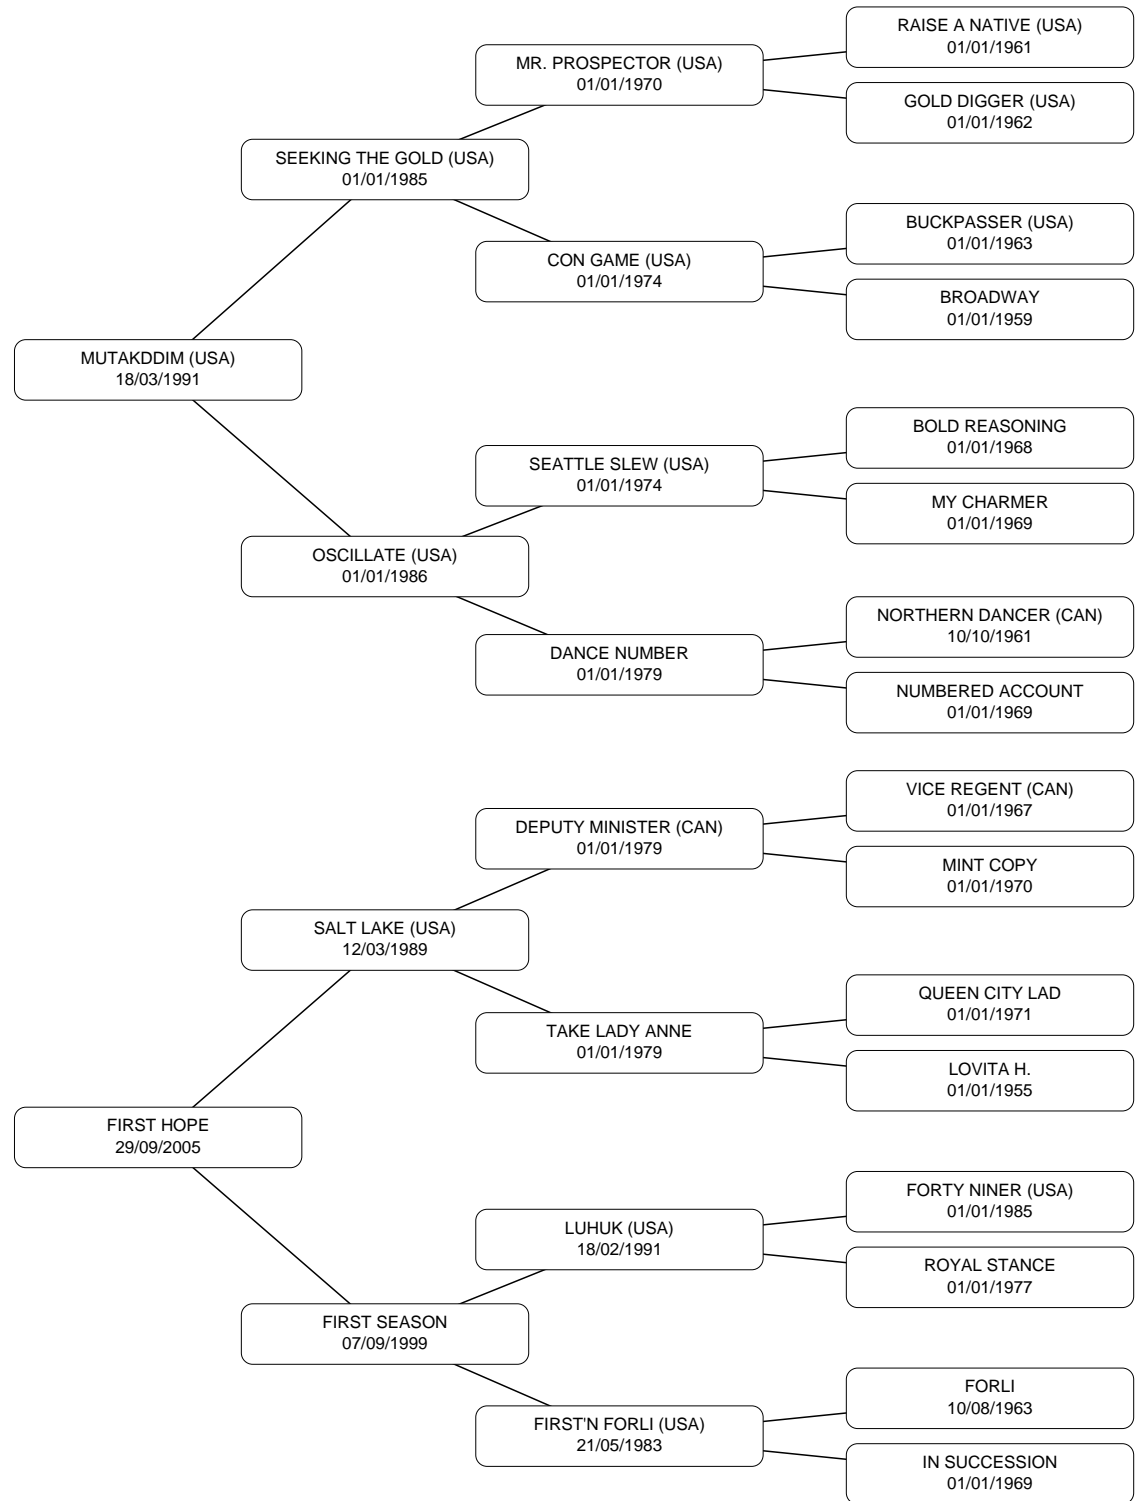 RAISE A NATIVE (USA)
01/01/1961
MR. PROSPECTOR (USA)
01/01/1970
GOLD DIGGER (USA)
01/01/1962
SEEKING THE GOLD (USA)
01/01/1985
BUCKPASSER (USA)
01/01/1963
CON GAME (USA)
01/01/1974
BROADWAY
01/01/1959
MUTAKDDIM (USA)
18/03/1991
BOLD REASONING
01/01/1968
SEATTLE SLEW (USA)
01/01/1974
MY CHARMER
01/01/1969
OSCILLATE (USA)
01/01/1986
NORTHERN DANCER (CAN)
10/10/1961
DANCE NUMBER
01/01/1979
NUMBERED ACCOUNT
01/01/1969
VICE REGENT (CAN)
01/01/1967
DEPUTY MINISTER (CAN)
01/01/1979
MINT COPY
01/01/1970
SALT LAKE (USA)
12/03/1989
QUEEN CITY LAD
01/01/1971
TAKE LADY ANNE
01/01/1979
LOVITA H.
01/01/1955
FIRST HOPE
29/09/2005
FORTY NINER (USA)
01/01/1985
LUHUK (USA)
18/02/1991
ROYAL STANCE
01/01/1977
FIRST SEASON
07/09/1999
FORLI
10/08/1963
FIRST'N FORLI (USA)
21/05/1983
IN SUCCESSION
01/01/1969